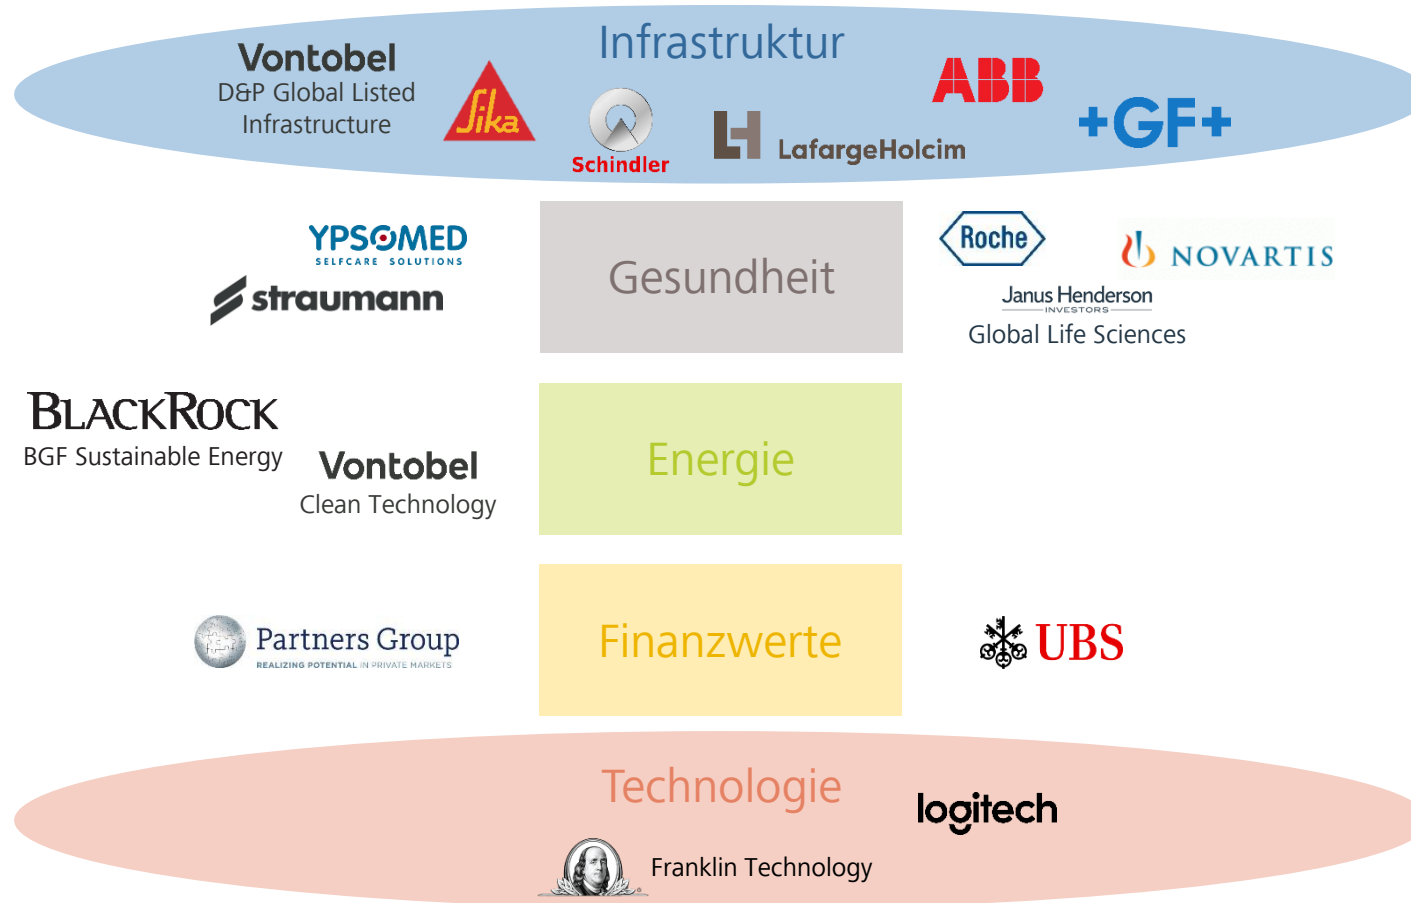 Infrastruktur
Vontobel
D&P Global Listed
Infrastructure
Sika
Schindler
LafargeHolcim
ABB
+GF+
YPSOMED
SELFCARE SOLUTIONS
straumann
Gesundheit
Roche
NOVARTIS
Janus Henderson
INVESTORS
Global Life Sciences
BLACKROCK
BGF Sustainable Energy
Vontobel
Clean Technology
Energie
Partners Group
REALIZING POTENTIAL IN PRIVATE MARKETS
Finanzwerte
UBS
Technologie
logitech
Franklin Technology